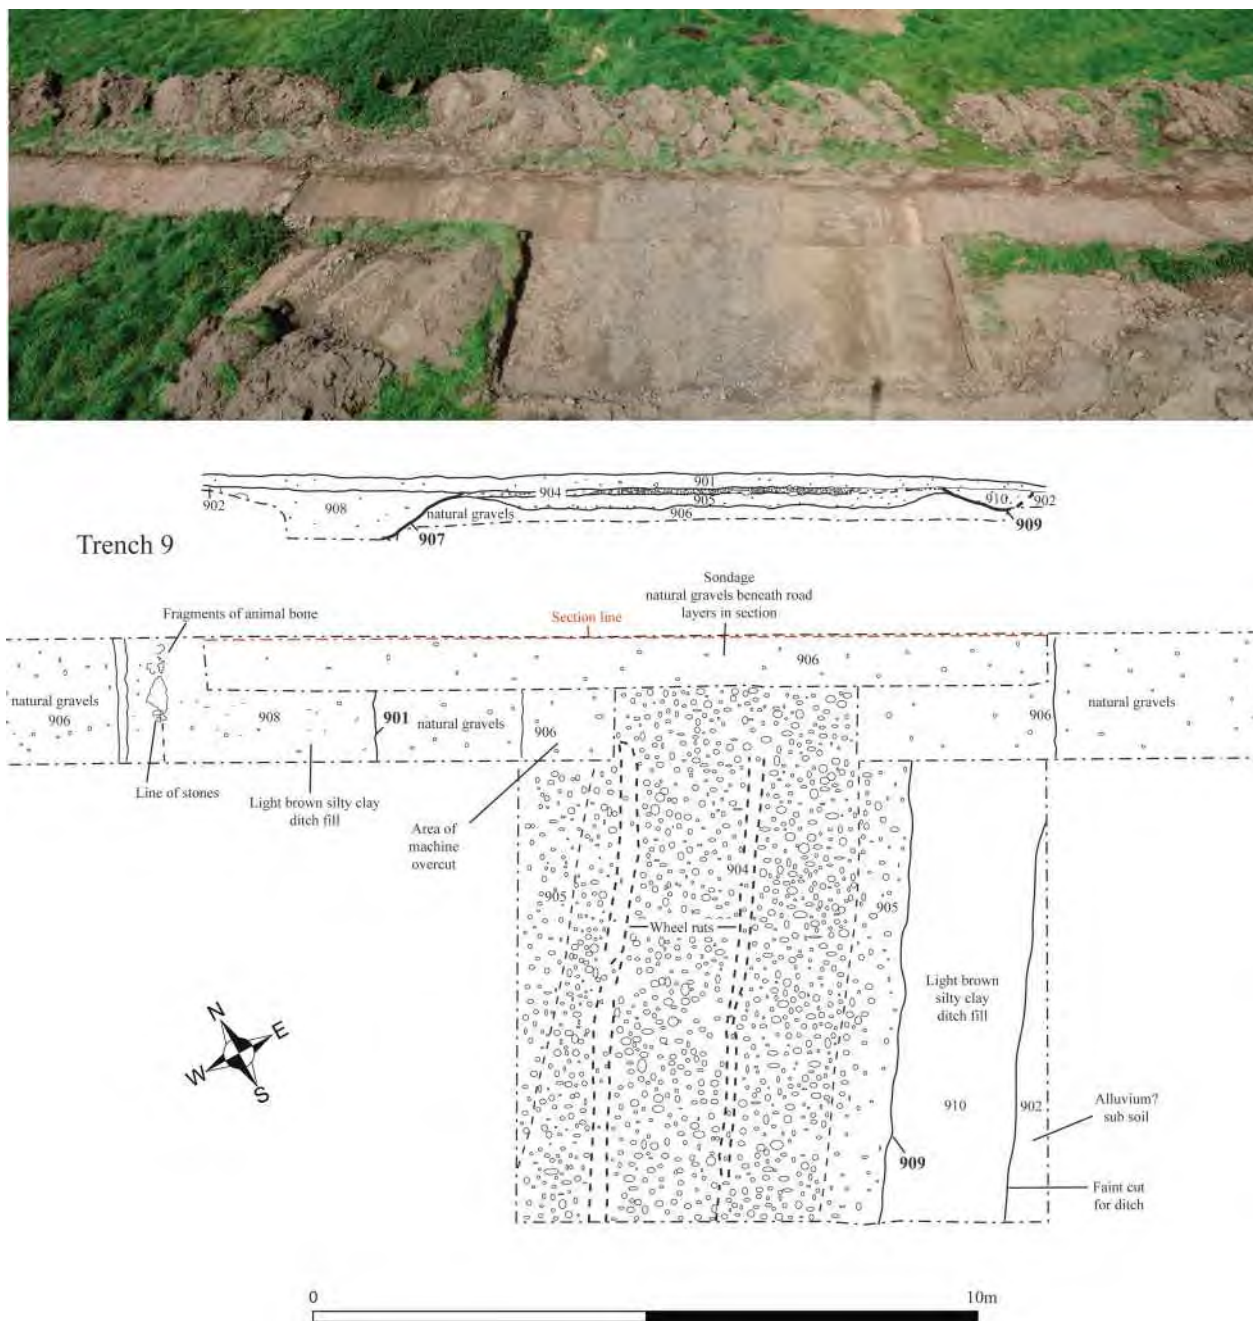 901
904
905
902
908
910
902
natural gravels
906
907
909
Trench 9
Sondage
natural gravels beneath road
layers in section
Fragments of animal bone
Section line
906
natural gravels
906
908
901
natural gravels
906
906
natural gravels
Line of stones
Light brown silty clay
ditch fill
Area of
machine
overcut
905
904
905
Wheel ruts
Light brown
silty clay
ditch fill
910
902
Alluvium?
sub soil
909
Faint cut
for ditch
N
E
W
S
0
10m